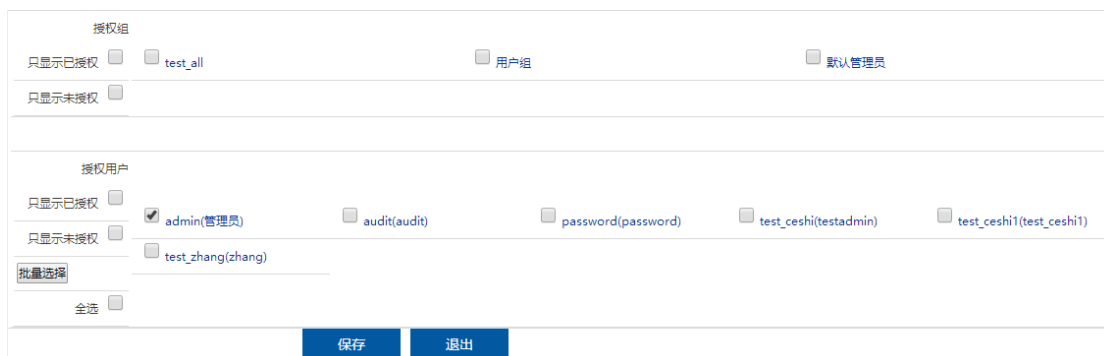 授权组
只显示已授权 test_all 用户组 默认管理员
只显示未授权
授权用户
只显示已授权
admin(管理员) audit(audit) password(password) test_ceshi(testadmin) test_ceshi1(test_ceshi1)
只显示未授权
test_zhang(zhang)
批量选择
全选
保存 退出